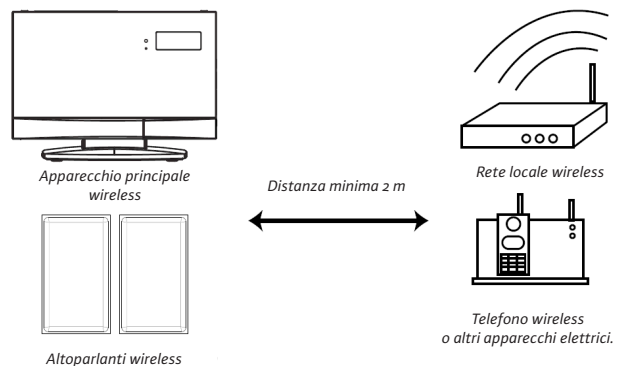 Apparecchio principale
wireless
Altoparlanti wireless
Distanza minima 2 m
Rete locale wireless
Telefono wireless
o altri apparecchi elettrici.